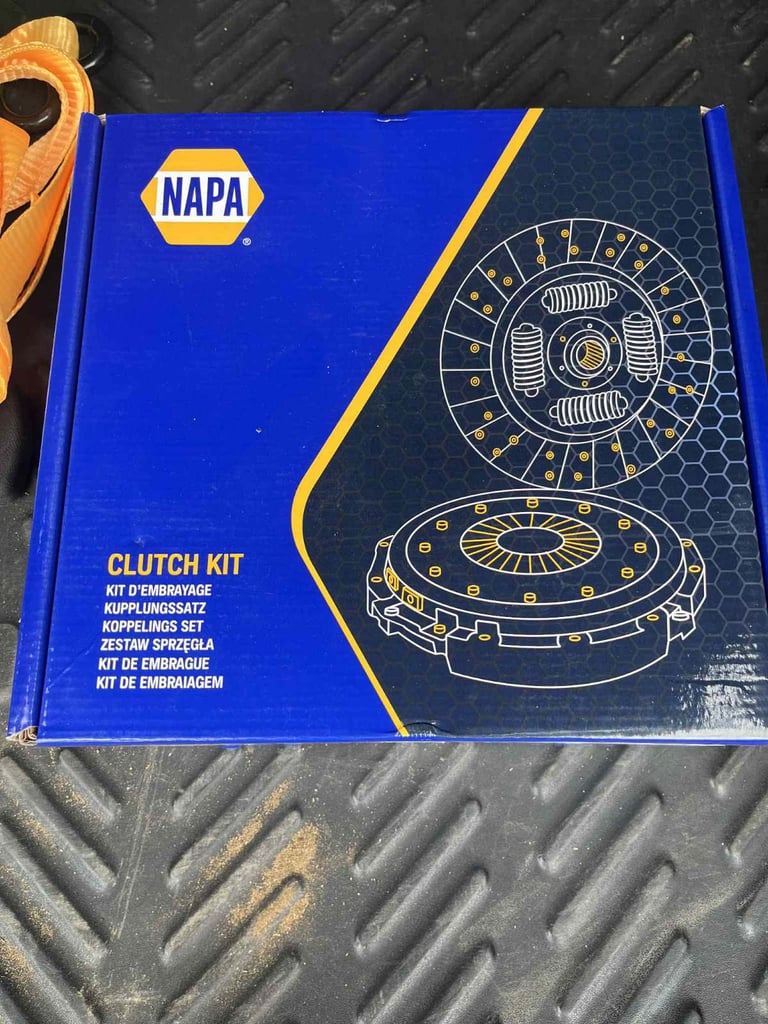 NAPA
®
CLUTCH KIT
KIT D'EMBRAYAGE
KUPPLUNGSSATZ
KOPPELINGS SET
ZESTAW SPRZĘGŁA
KIT DE EMBRAGUE
KIT DE EMBRAIAGEM